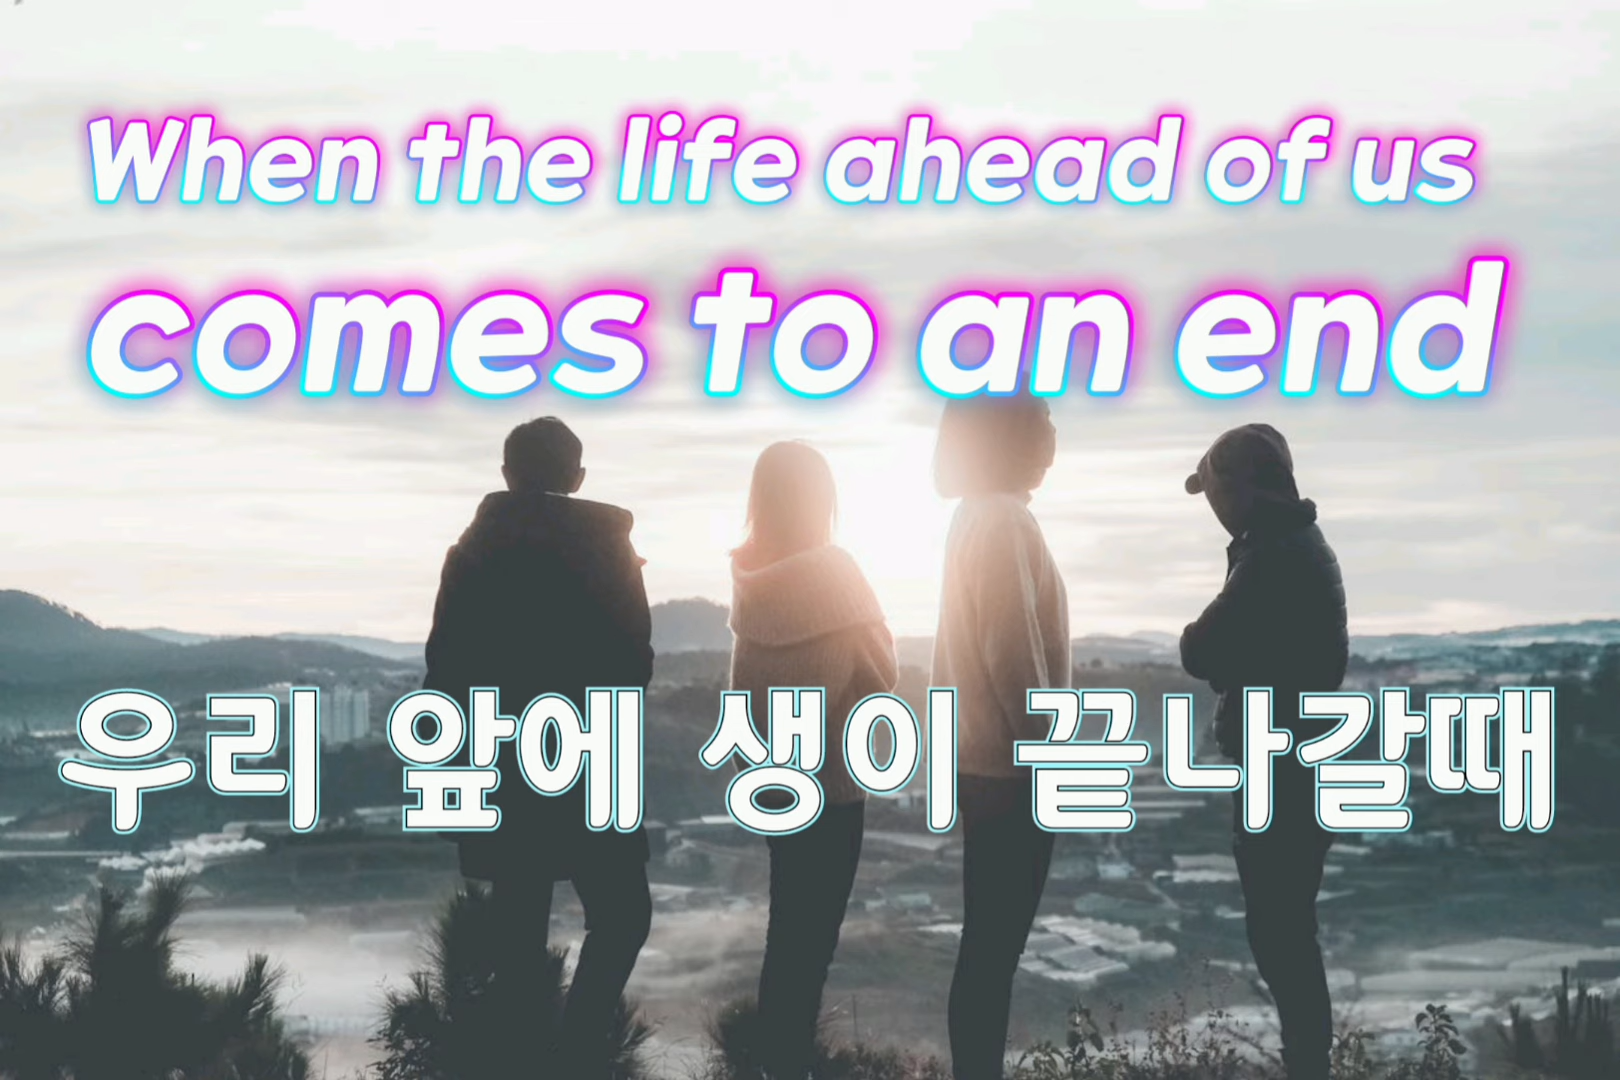 When the life ahead of us
comes to an end
우리 앞에 생이 끝나갈때